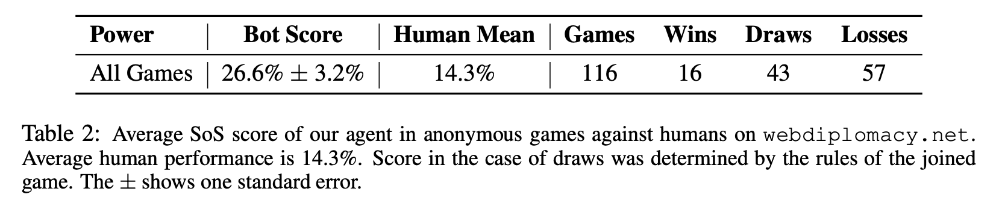 Power Bot Score Human Mean Games Wins Draws Losses
All Games 26.6% ± 3.2% 14.3% 116 16 43 57
Table 2: Average SoS score of our agent in anonymous games against humans on webdiplomacy.net.
Average human performance is 14.3%. Score in the case of draws was determined by the rules of the joined
game. The ± shows one standard error.